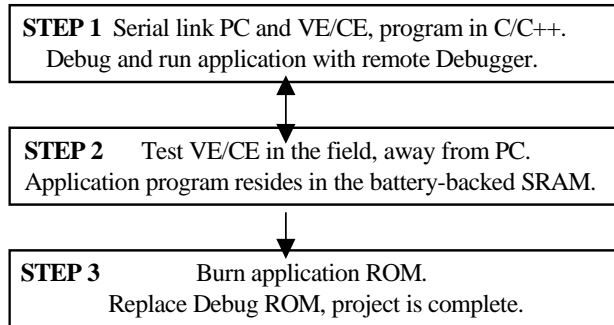 STEP 1 Serial link PC and VE/CE, program in C/C++.
Debug and run application with remote Debugger.
STEP 2 Test VE/CE in the field, away from PC.
Application program resides in the battery-backed SRAM.
STEP 3 Burn application ROM.
Replace Debug ROM, project is complete.